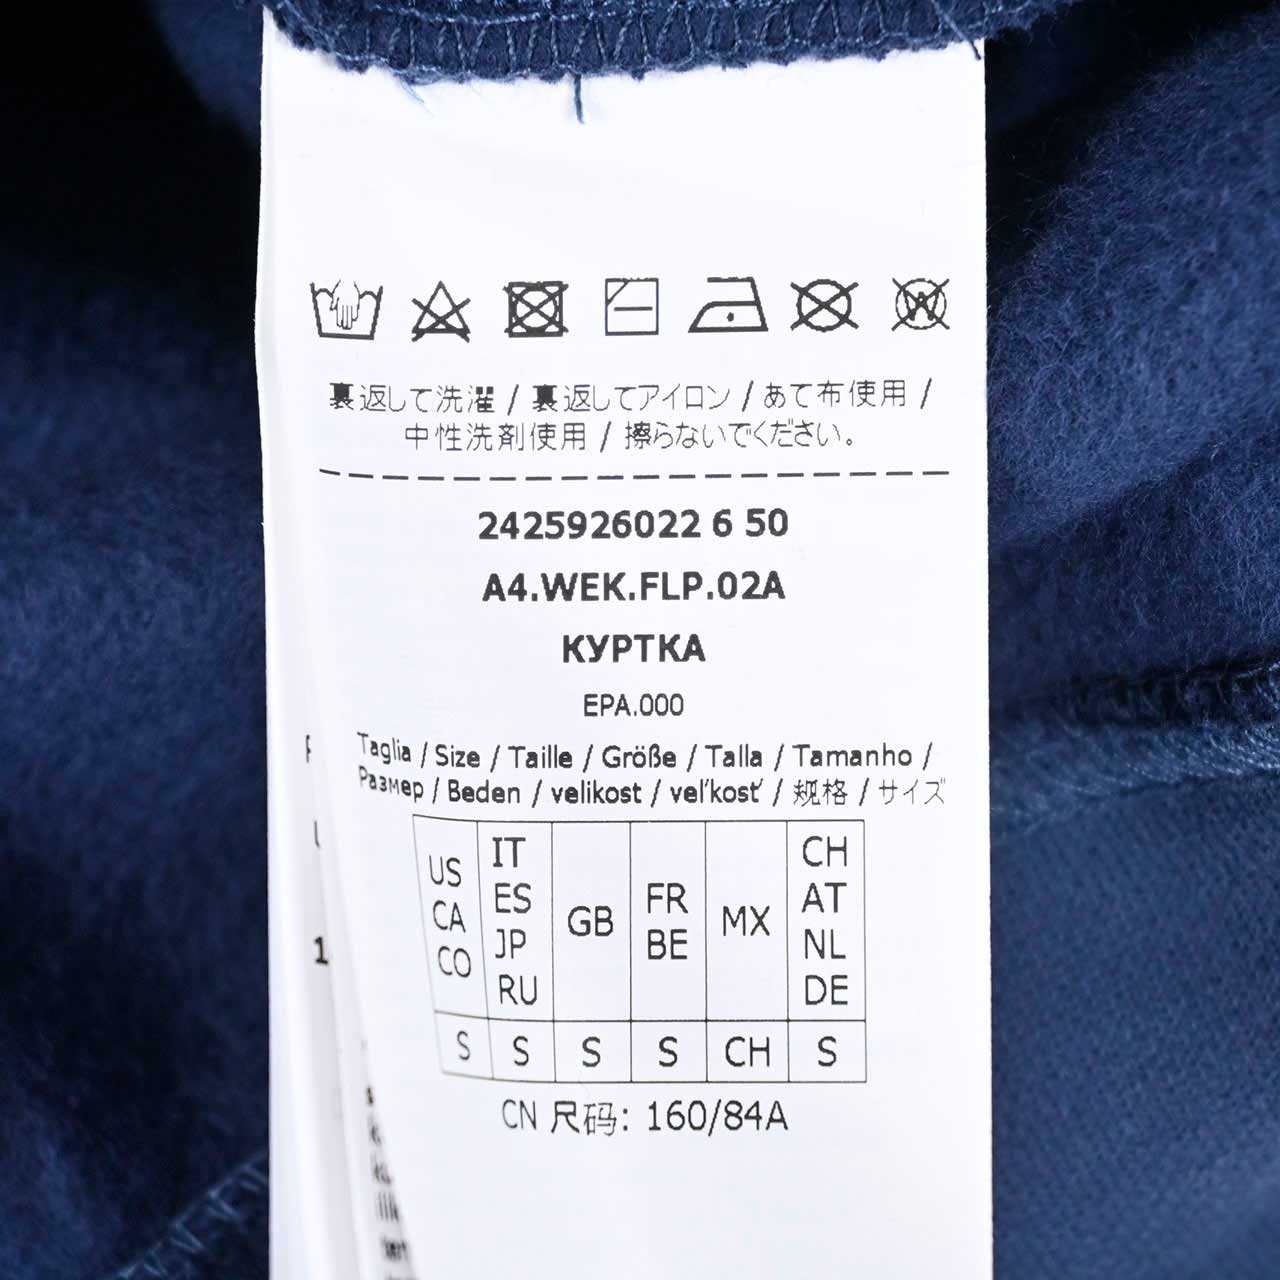 裏返して洗濯 / 裏返してアイロン / あて布使用 /
中性洗剤使用 / 擦らないでください。
2425926022 6 50
A4.WEK.FLP.02A
КУРТКА
EPA.000
Taglia / Size / Taille / Größe / Talla / Tamanho /
Размер / Beden / velikost / veľkosť / 规格 / サイズ
US CA CO
IT ES JP RU
GB
FR BE
MX
CH AT NL DE
S S S S CH S
CN 尺码: 160/84A